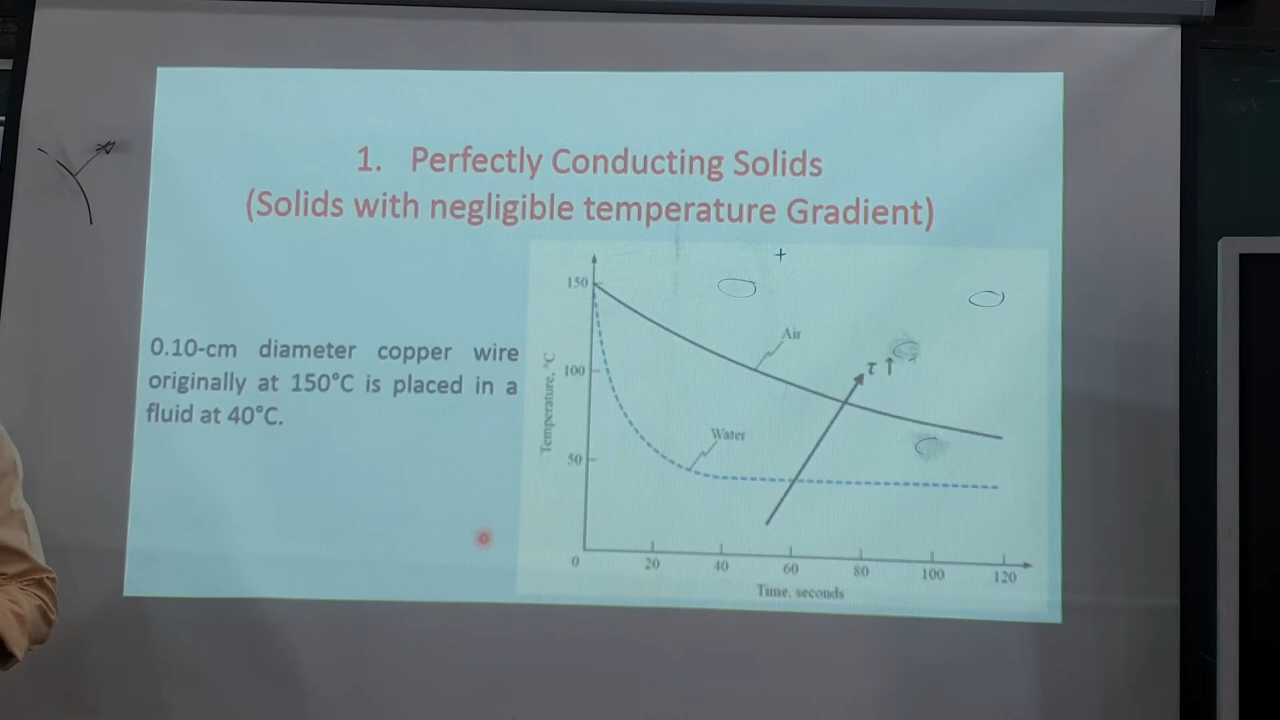 1. Perfectly Conducting Solids
(Solids with negligible temperature Gradient)
0.10-cm diameter copper wire
originally at 150°C is placed in a
fluid at 40°C.
Temperature, °C
150
100
50
0
Air
Water
τ ↑
20 40 60 80 100 120
Time, seconds